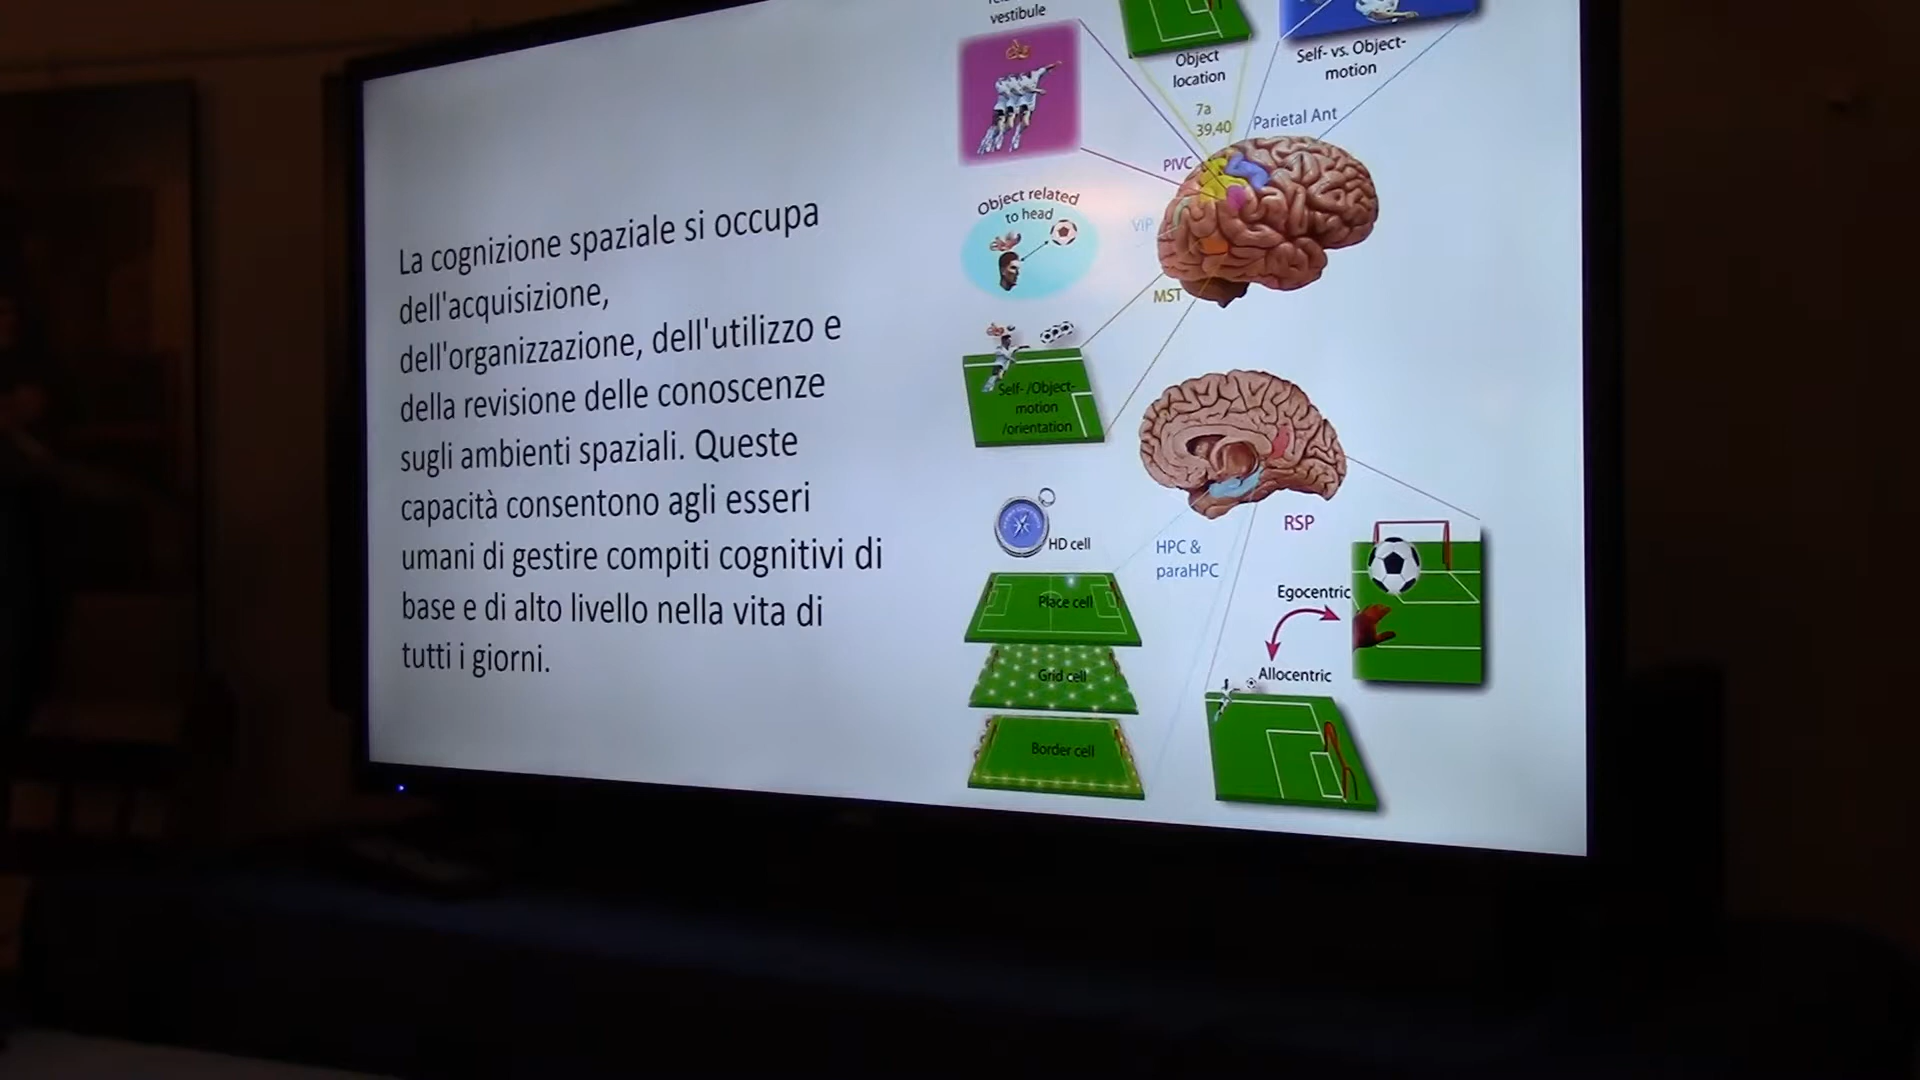 La cognizione spaziale si occupa
dell'acquisizione,
dell'organizzazione, dell'utilizzo e
della revisione delle conoscenze
sugli ambienti spaziali. Queste
capacità consentono agli esseri
umani di gestire compiti cognitivi di
base e di alto livello nella vita di
tutti i giorni.
vestibule
Object
location
Self- vs. Object-
motion
7a
39,40
Parietal Ant
PIVC
Object related
to head
VIP
MST
Self- /Object-
motion
/orientation
HD cell
HPC &
paraHPC
RSP
Place cell
Grid cell
Border cell
Egocentric
Allocentric